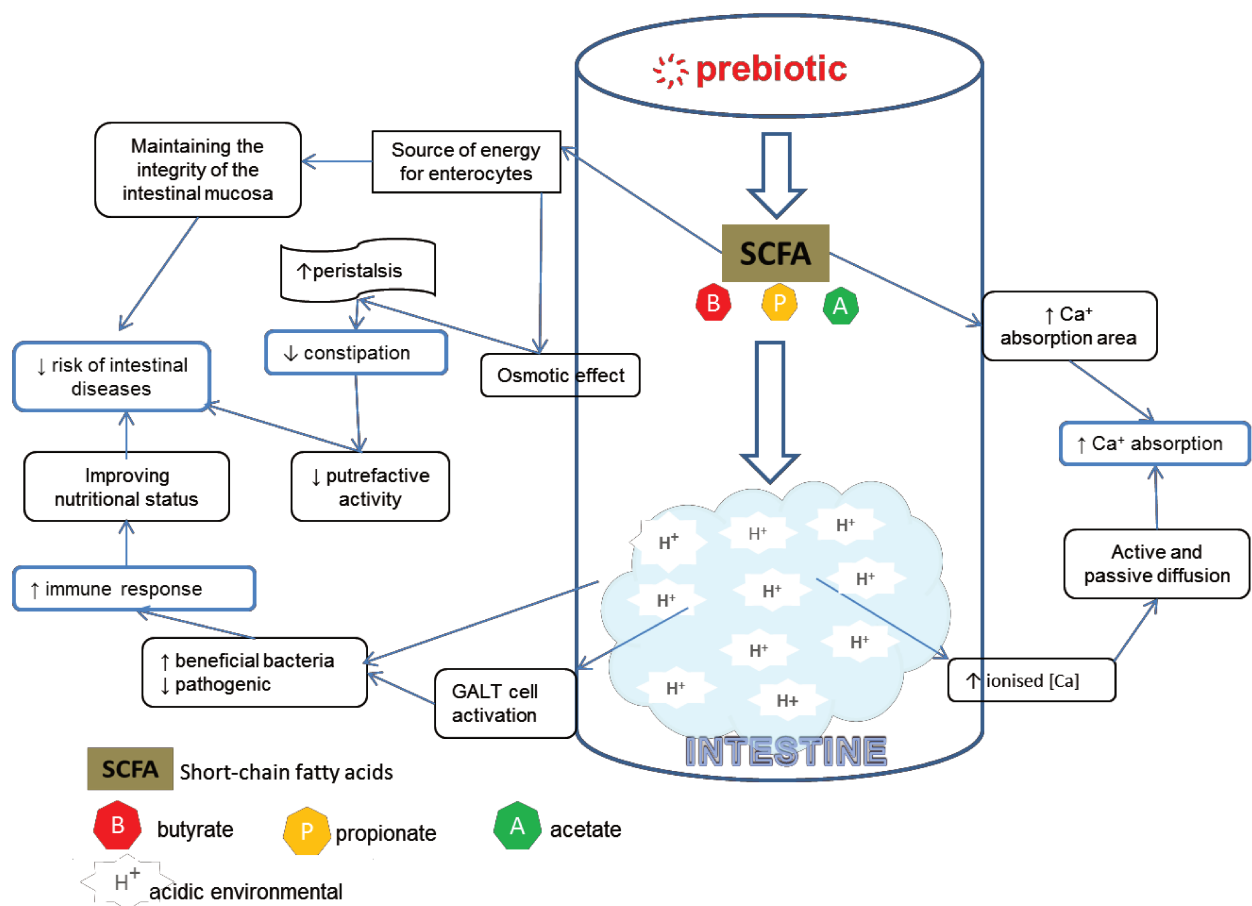 prebiotic
Maintaining the
integrity of the
intestinal mucosa
Source of energy
for enterocytes
SCFA
B
P
A
↑peristalsis
↑ Ca⁺
absorption area
↓ constipation
Osmotic effect
↓ risk of intestinal
diseases
↑ Ca⁺ absorption
Improving
nutritional status
↓ putrefactive
activity
Active and
passive diffusion
↑ immune response
H⁺
H⁺
H⁺
H⁺
H⁺
H⁺
H⁺
H⁺
H⁺
H+
↑ beneficial bacteria
↓ pathogenic
GALT cell
activation
↑ ionised [Ca]
INTESTINE
SCFA Short-chain fatty acids
B butyrate
P propionate
A acetate
H⁺ acidic environmental